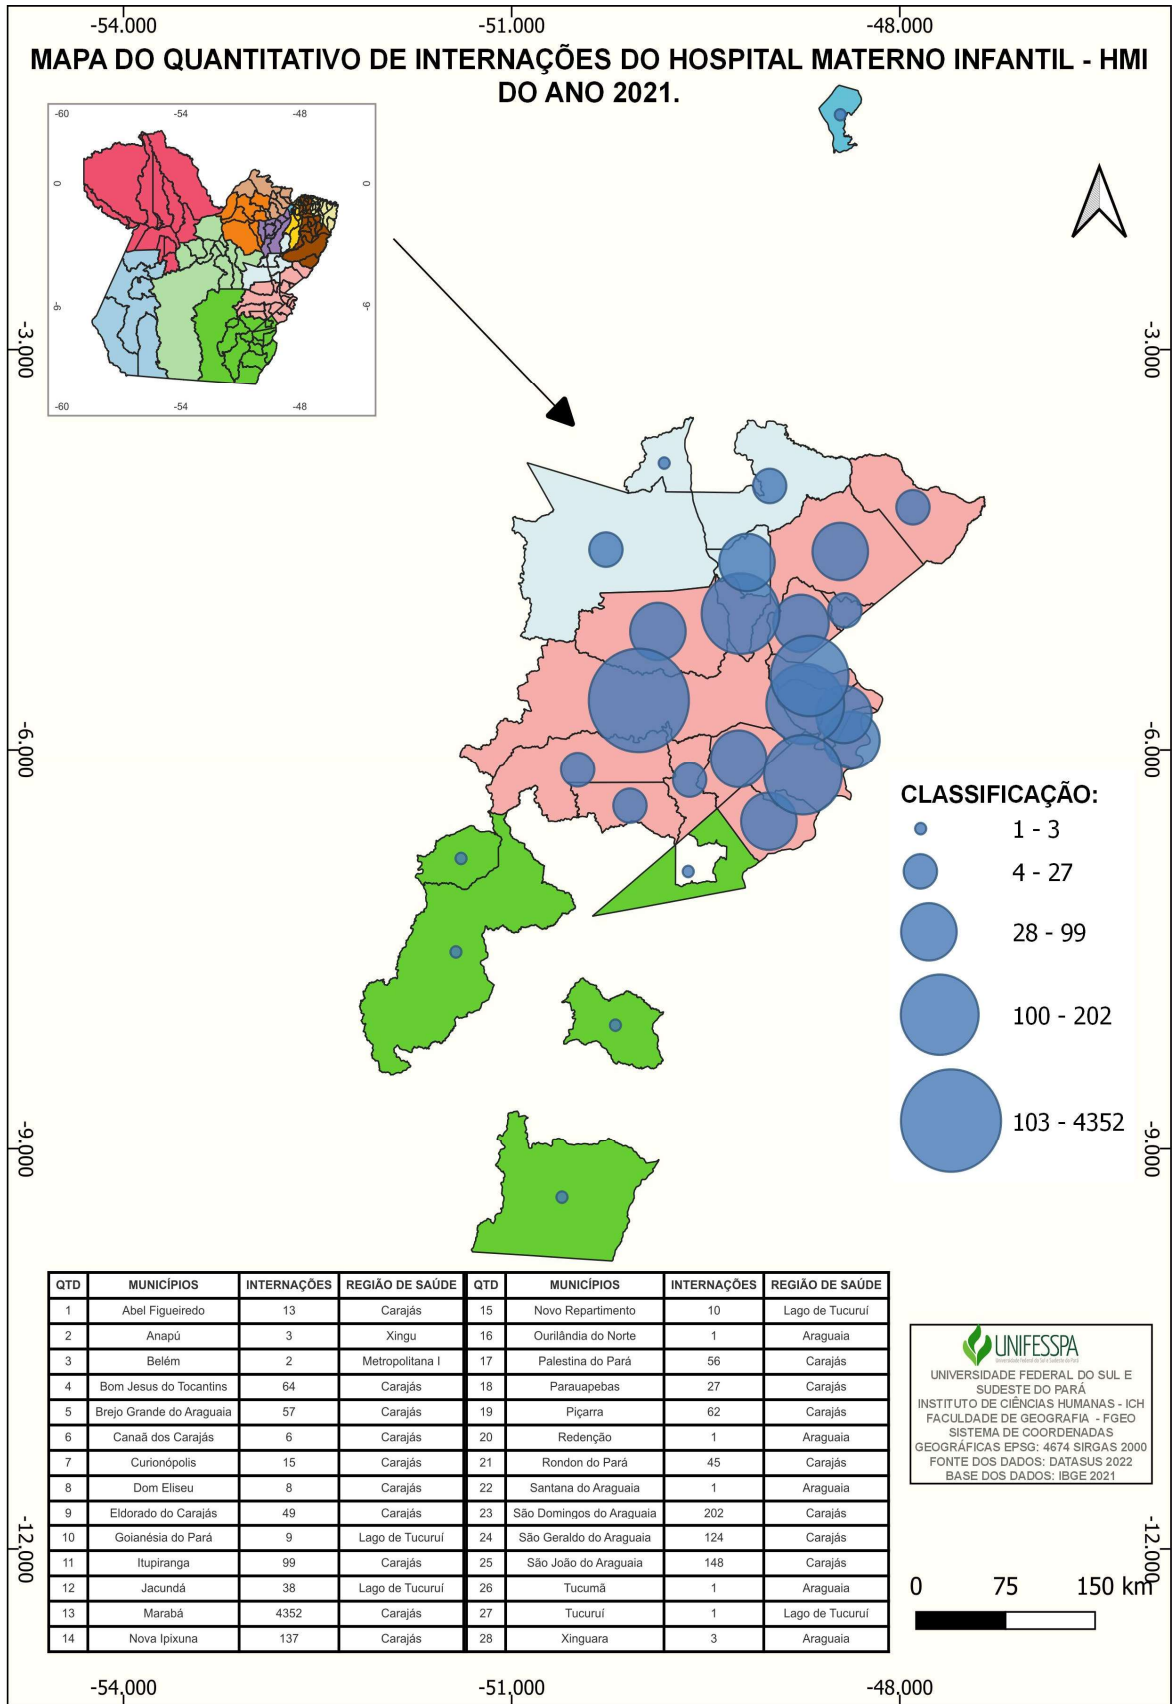 -54.000 -51.000 -48.000
MAPA DO QUANTITATIVO DE INTERNAÇÕES DO HOSPITAL MATERNO INFANTIL - HMI
DO ANO 2021.
-60 -54 -48
0 0
-6 -6
-60 -54 -48
-3.000 -3.000
-6.000 -6.000
CLASSIFICAÇÃO:
1 - 3
4 - 27
28 - 99
100 - 202
103 - 4352
-9.000 -9.000
QTD MUNICÍPIOS INTERNAÇÕES REGIÃO DE SAÚDE QTD MUNICÍPIOS INTERNAÇÕES REGIÃO DE SAÚDE
1 Abel Figueiredo 13 Carajás 15 Novo Repartimento 10 Lago de Tucuruí
2 Anapú 3 Xingu 16 Ourilândia do Norte 1 Araguaia
3 Belém 2 Metropolitana I 17 Palestina do Pará 56 Carajás
4 Bom Jesus do Tocantins 64 Carajás 18 Parauapebas 27 Carajás
5 Brejo Grande do Araguaia 57 Carajás 19 Piçarra 62 Carajás
6 Canaã dos Carajás 6 Carajás 20 Redenção 1 Araguaia
7 Curionópolis 15 Carajás 21 Rondon do Pará 45 Carajás
8 Dom Eliseu 8 Carajás 22 Santana do Araguaia 1 Araguaia
9 Eldorado do Carajás 49 Carajás 23 São Domingos do Araguaia 202 Carajás
10 Goianésia do Pará 9 Lago de Tucuruí 24 São Geraldo do Araguaia 124 Carajás
11 Itupiranga 99 Carajás 25 São João do Araguaia 148 Carajás
12 Jacundá 38 Lago de Tucuruí 26 Tucumã 1 Araguaia
13 Marabá 4352 Carajás 27 Tucuruí 1 Lago de Tucuruí
14 Nova Ipixuna 137 Carajás 28 Xinguara 3 Araguaia
UNIFESSPA
Universidade Federal do Sul e Sudeste do Pará
UNIVERSIDADE FEDERAL DO SUL E
SUDESTE DO PARÁ
INSTITUTO DE CIÊNCIAS HUMANAS - ICH
FACULDADE DE GEOGRAFIA - FGEO
SISTEMA DE COORDENADAS
GEOGRÁFICAS EPSG: 4674 SIRGAS 2000
FONTE DOS DADOS: DATASUS 2022
BASE DOS DADOS: IBGE 2021
-12.000 -12.000
0 75 150 km
-54.000 -51.000 -48.000